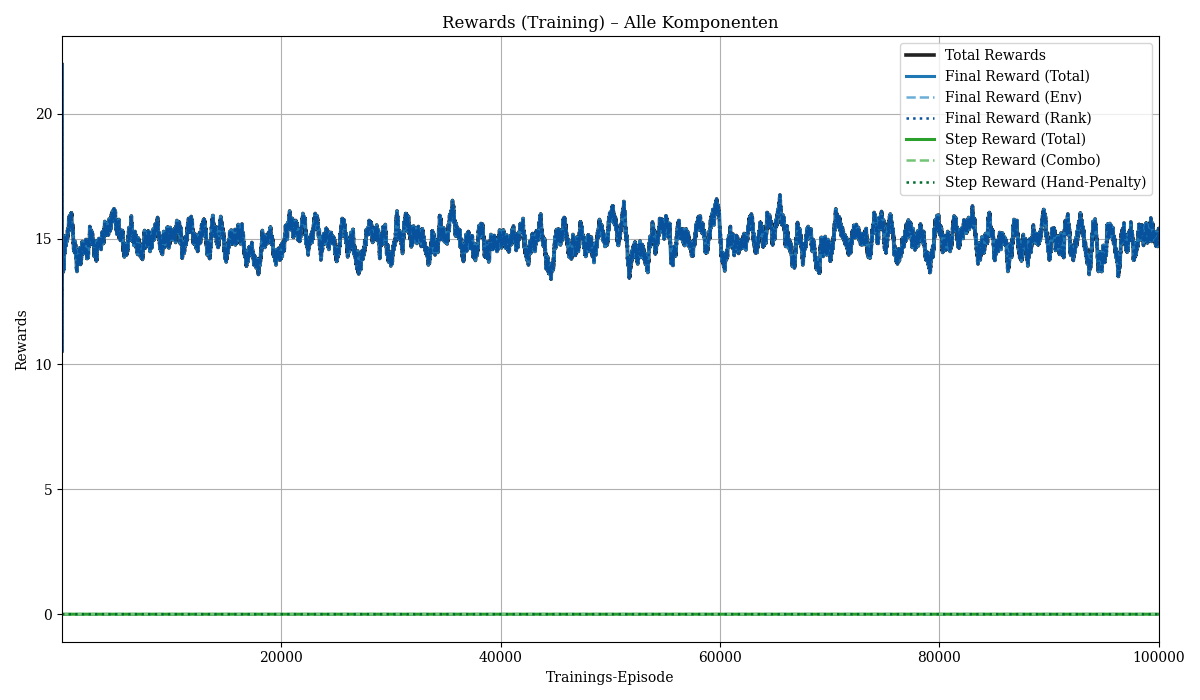 Rewards (Training) – Alle Komponenten
Total Rewards
Final Reward (Total)
Final Reward (Env)
Final Reward (Rank)
Step Reward (Total)
Step Reward (Combo)
Step Reward (Hand-Penalty)
Rewards
20
15
10
5
0
20000
40000
60000
80000
100000
Trainings-Episode